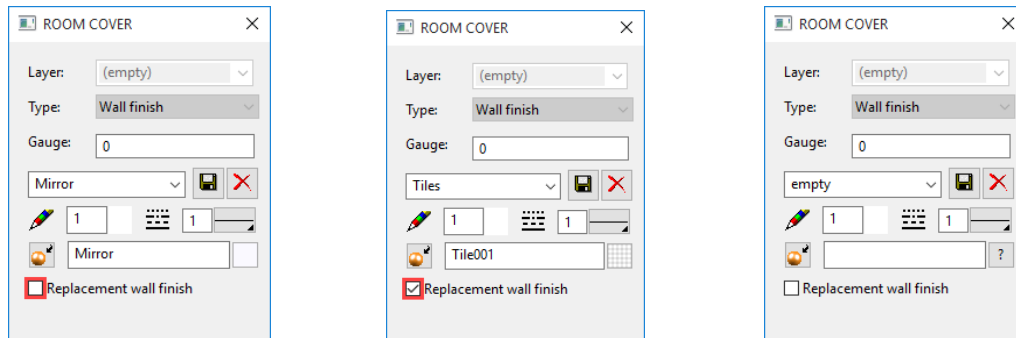 ROOM COVER
Layer: (empty)
Type: Wall finish
Gauge: 0
Mirror
1 1
Mirror
Replacement wall finish
ROOM COVER
Layer: (empty)
Type: Wall finish
Gauge: 0
Tiles
1 1
Tile001
Replacement wall finish
ROOM COVER
Layer: (empty)
Type: Wall finish
Gauge: 0
empty
1 1
?
Replacement wall finish